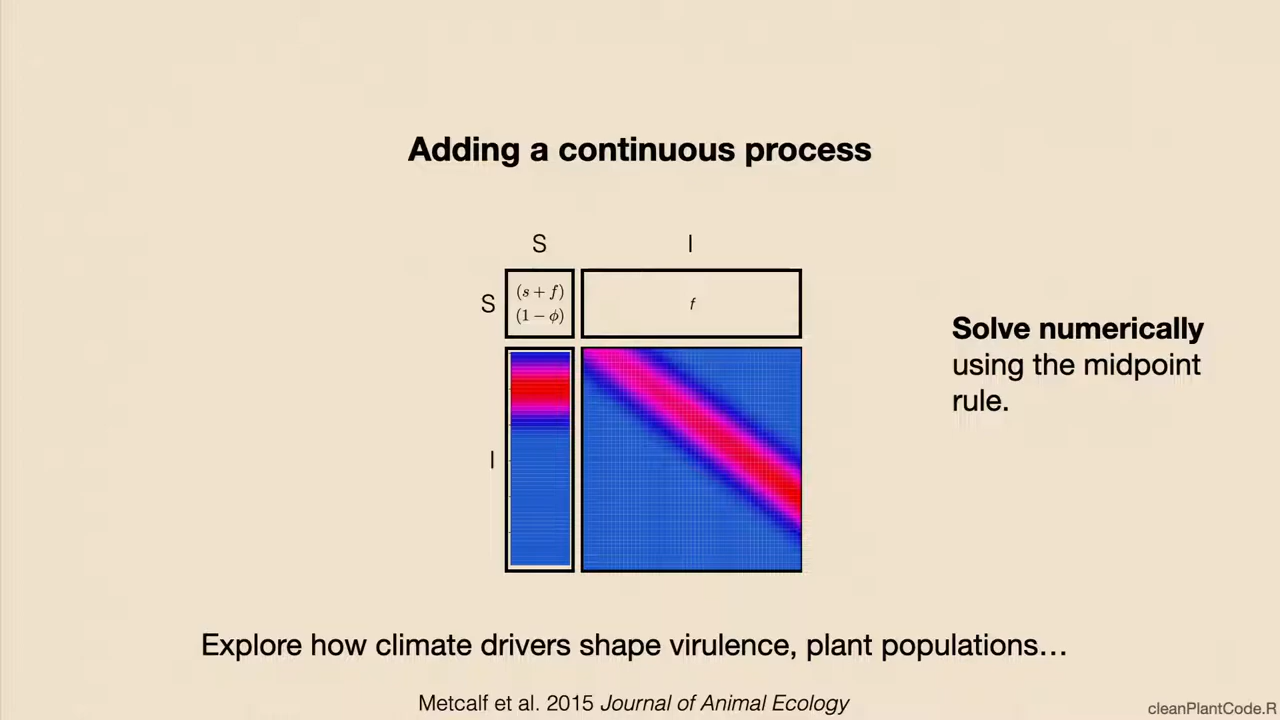 Adding a continuous process
S I
S
(s + f)
(1 − ϕ)
f
I
Solve numerically
using the midpoint
rule.
Explore how climate drivers shape virulence, plant populations…
Metcalf et al. 2015 Journal of Animal Ecology
cleanPlantCode.R